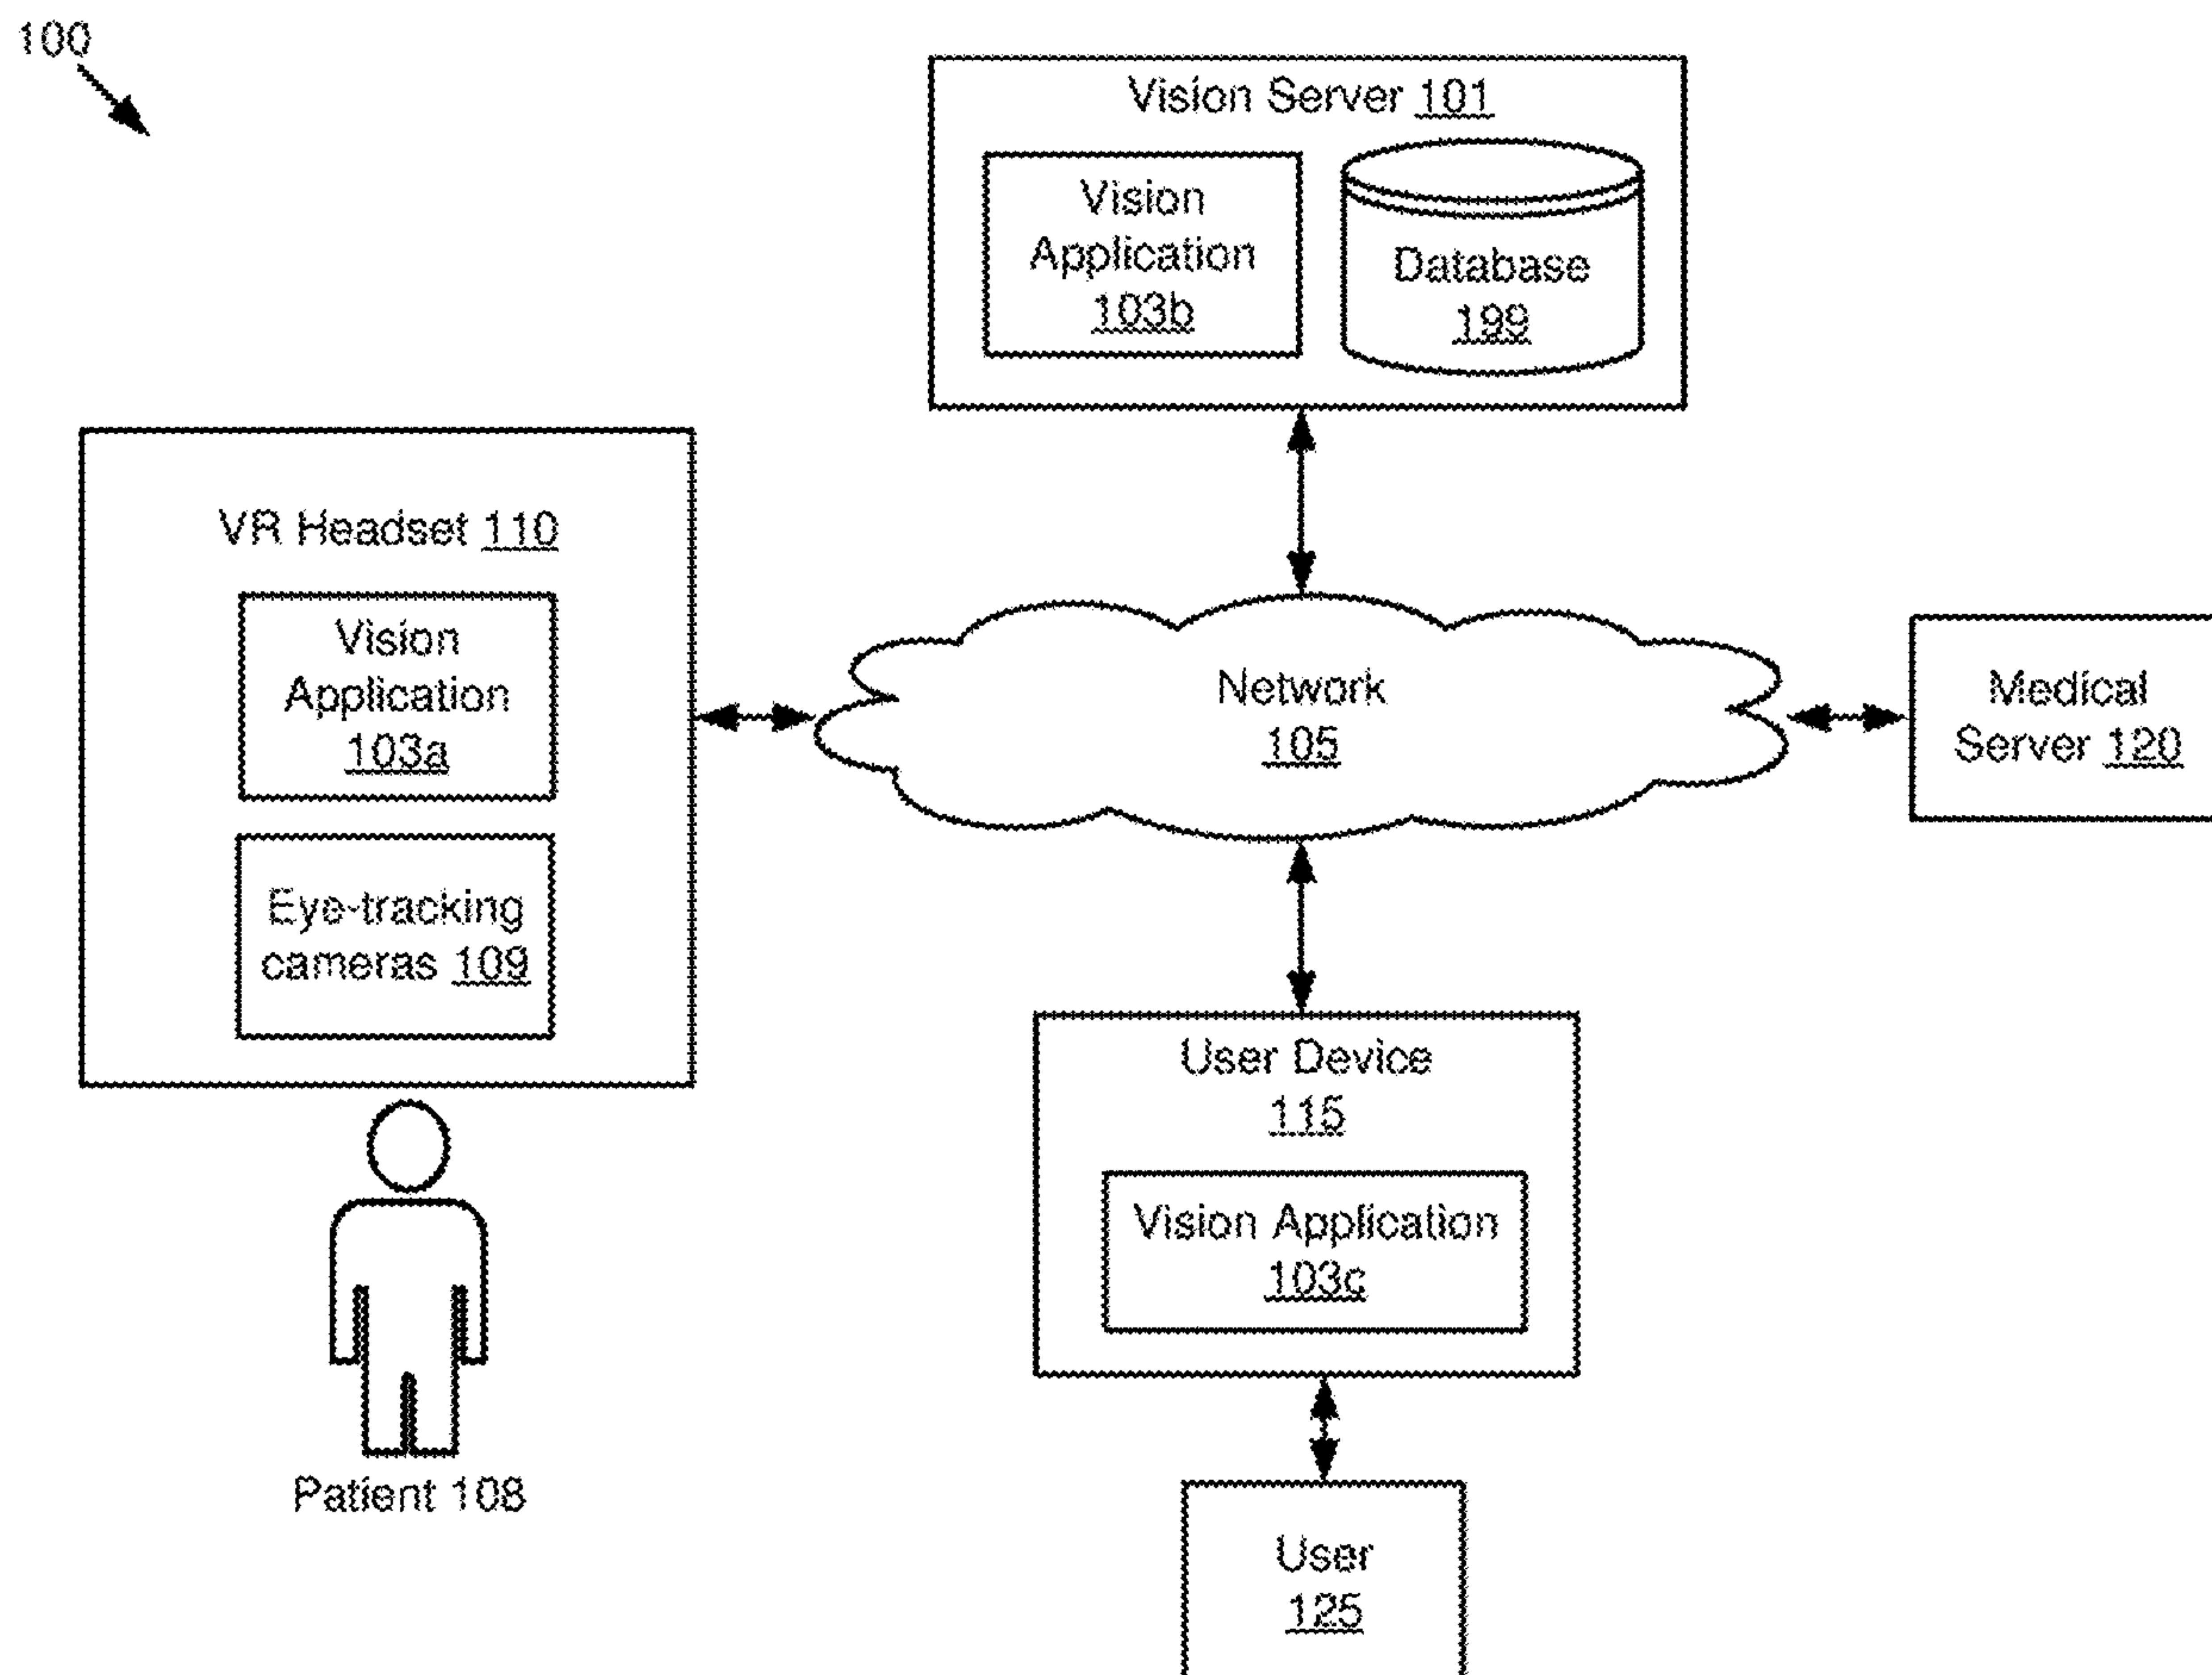 100
Vision Server 101
Vision
Application
103b
Database
199
VR Headset 110
Vision
Application
103a
Eye-tracking
cameras 109
Network
105
Medical
Server 120
User Device
115
Vision Application
103c
Patient 108
User
125